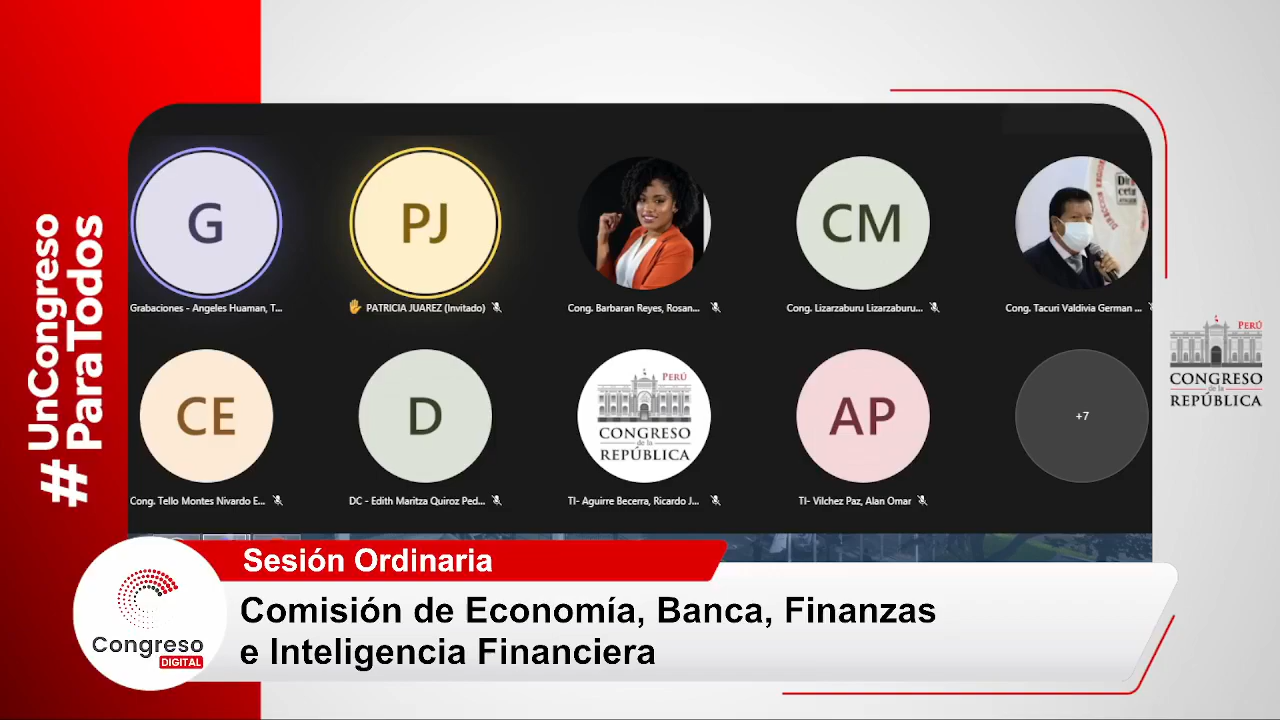 #UnCongreso
ParaTodos
G
PJ
CM
Grabaciones - Angeles Huaman, T...
PATRICIA JUAREZ (Invitado)
Cong. Barbaran Reyes, Rosan...
Cong. Lizarzaburu Lizarzaburu...
Cong. Tacuri Valdivia German ...
CE
D
PERÚ
CONGRESO
de la
REPÚBLICA
AP
+7
Cong. Tello Montes Nivardo E...
DC - Edith Maritza Quiroz Ped...
TI- Aguirre Becerra, Ricardo J...
TI- Vilchez Paz, Alan Omar
PERÚ
CONGRESO
de la
REPÚBLICA
Sesión Ordinaria
Comisión de Economía, Banca, Finanzas
e Inteligencia Financiera
Congreso
DIGITAL